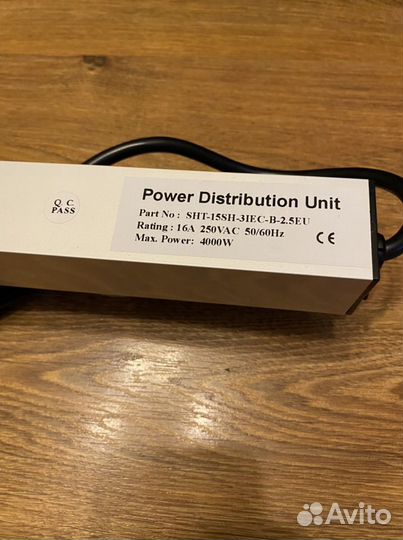 Q. C.
PASS
Power Distribution Unit
Part No : SHT-15SH-3IEC-B-2.5EU
Rating : 16A 250VAC 50/60Hz
Max. Power: 4000W
CE
Avito